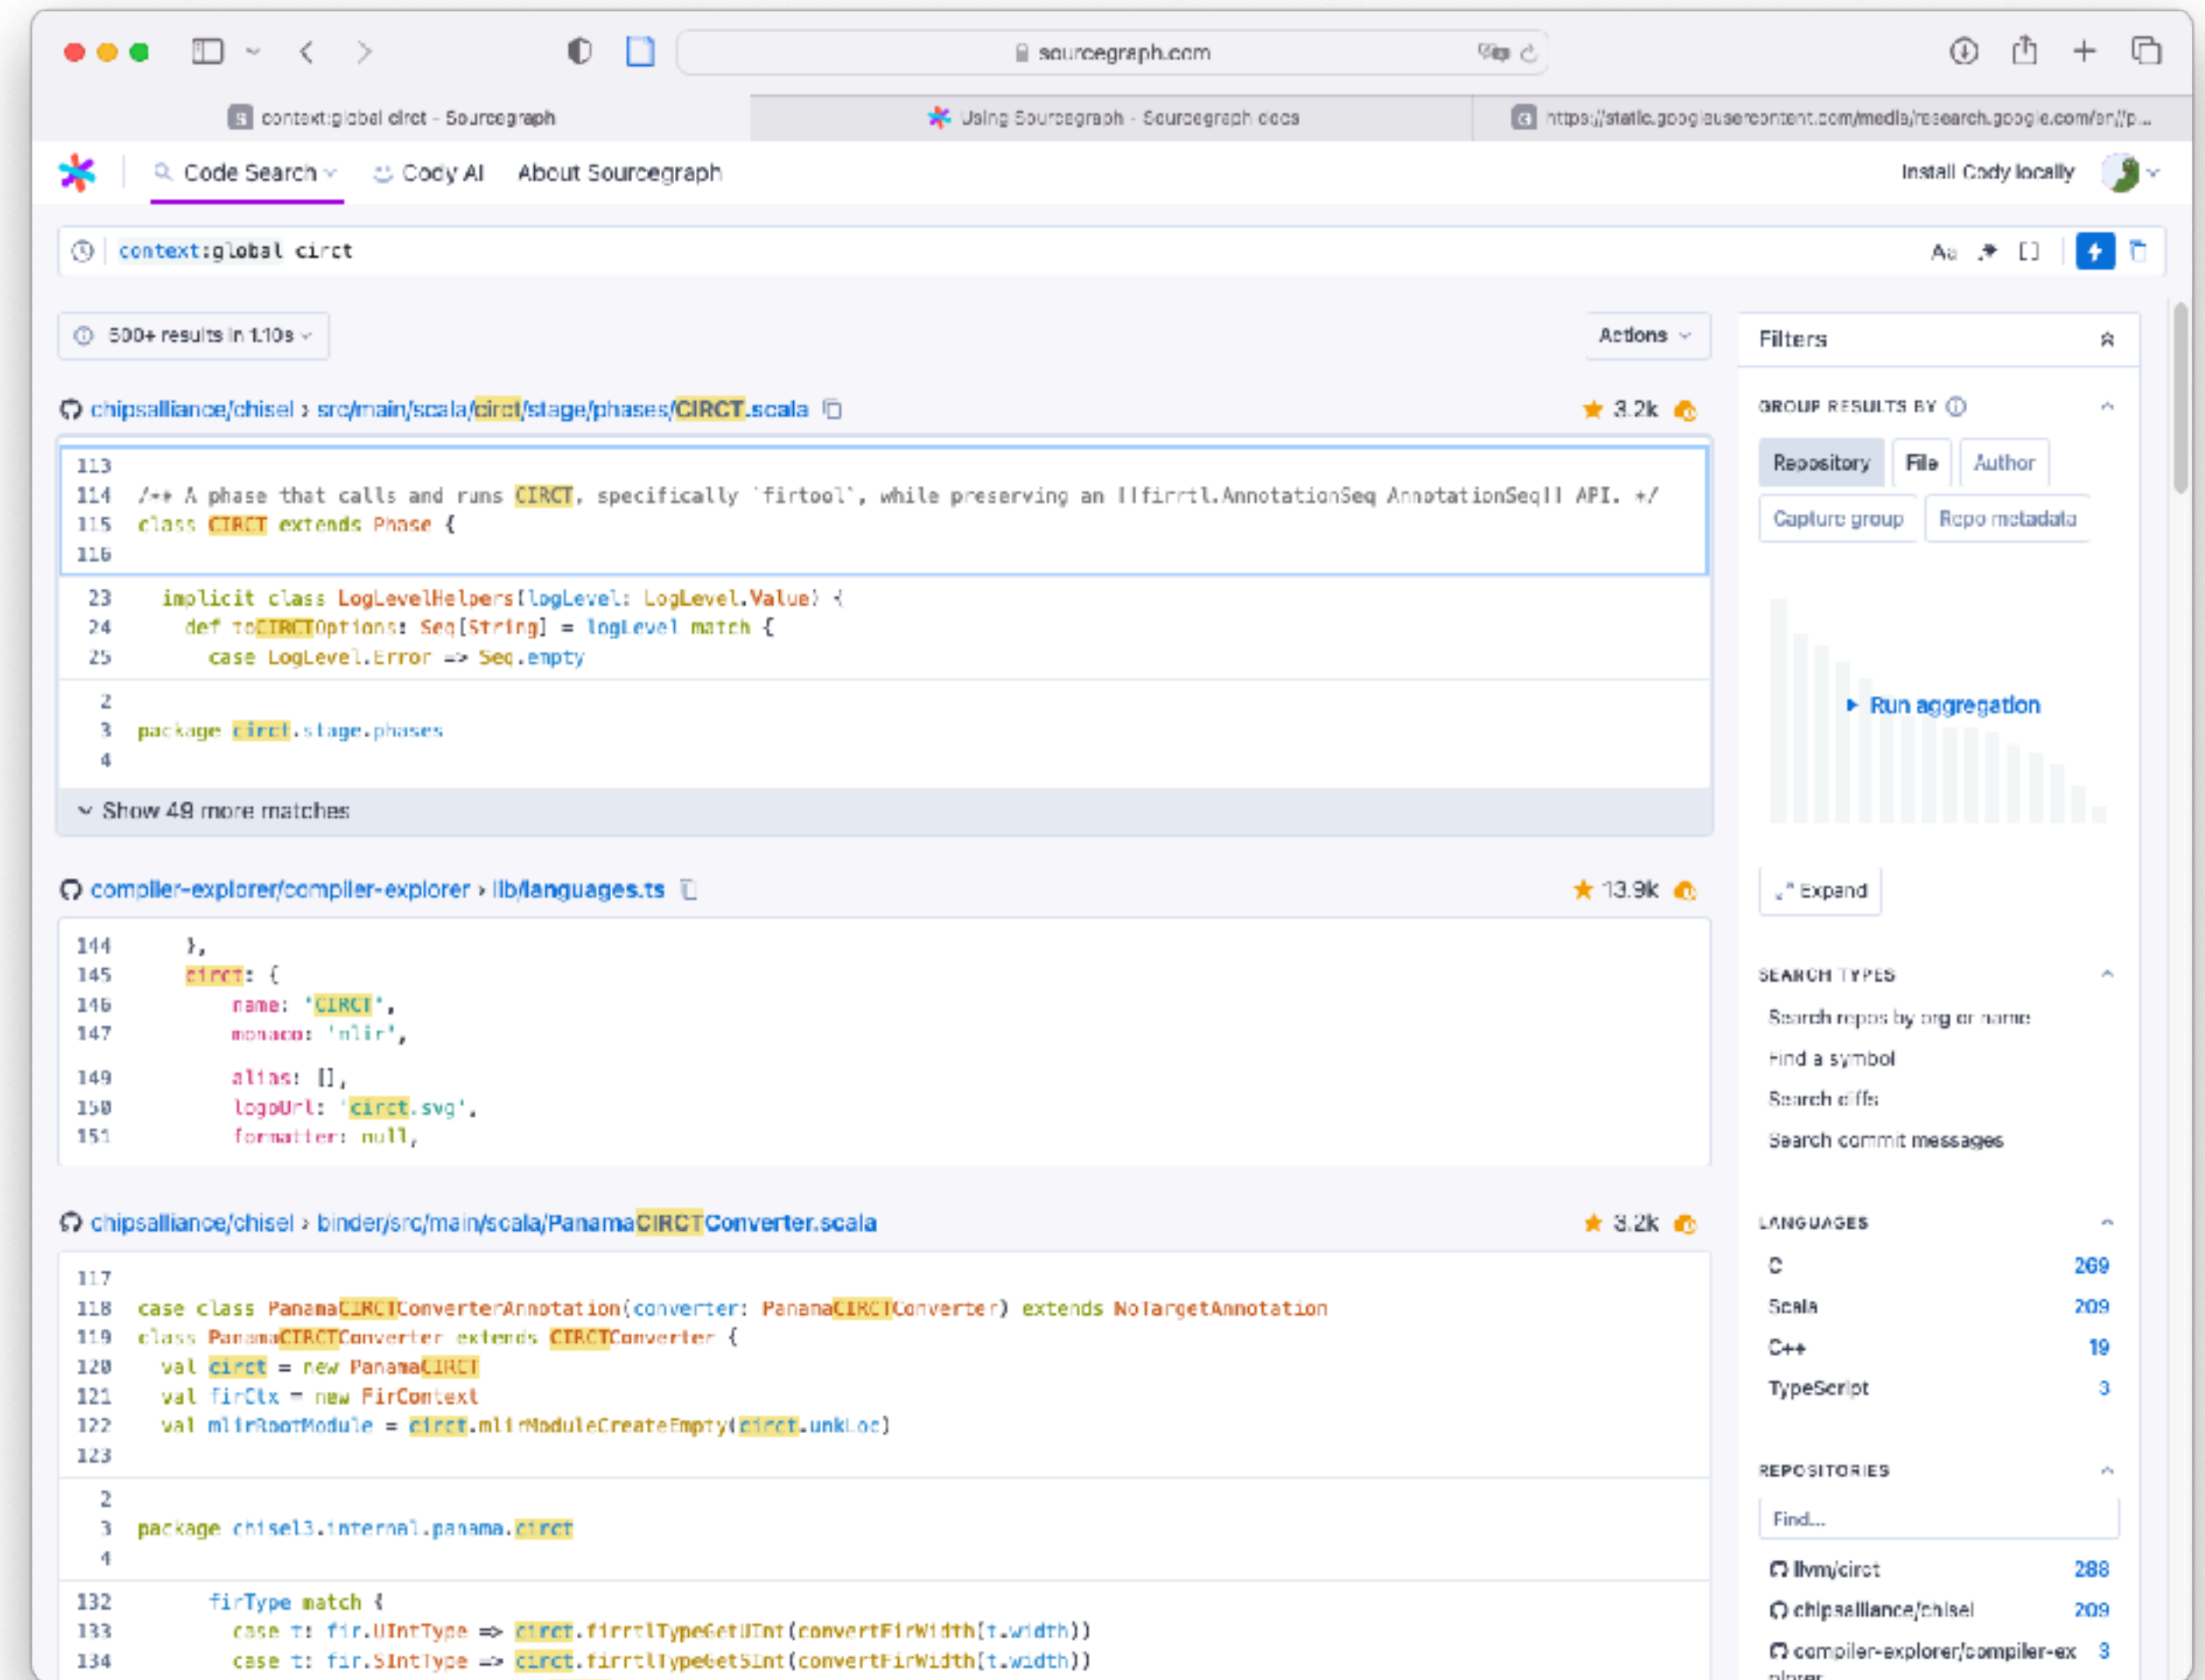 sourcegraph.com
context:global circt - Sourcegraph
Using Sourcegraph - Sourcegraph docs
https://static.googleusercontent.com/media/research.google.com/en//p...
Code Search
Cody AI
About Sourcegraph
Install Cody locally
context:global circt
Aa
500+ results in 1.10s
Actions
chipsalliance/chisel › src/main/scala/circt/stage/phases/CIRCT.scala
3.2k
113
114 /** A phase that calls and runs CIRCT, specifically `firtool`, while preserving an [[firrtl.AnnotationSeq AnnotationSeq]] API. */
115 class CIRCT extends Phase {
116
23 implicit class LogLevelHelpers(logLevel: LogLevel.Value) {
24 def toCIRCTOptions: Seq[String] = logLevel match {
25 case LogLevel.Error => Seq.empty
2
3 package circt.stage.phases
4
Show 49 more matches
compiler-explorer/compiler-explorer › lib/languages.ts
13.9k
144 },
145 circt: {
146 name: 'CIRCT',
147 monaco: 'mlir',
149 alias: [],
150 logoUrl: 'circt.svg',
151 formatter: null,
chipsalliance/chisel › binder/src/main/scala/PanamaCIRCTConverter.scala
3.2k
117
118 case class PanamaCIRCTConverterAnnotation(converter: PanamaCIRCTConverter) extends NoTargetAnnotation
119 class PanamaCIRCTConverter extends CIRCTConverter {
120 val circt = new PanamaCIRCT
121 val firCtx = new FirContext
122 val mlirRootModule = circt.mlirModuleCreateEmpty(circt.unkLoc)
123
2
3 package chisel3.internal.panama.circt
4
132 firType match {
133 case t: fir.UIntType => circt.firrtlTypeGetUInt(convertFirWidth(t.width))
134 case t: fir.SIntType => circt.firrtlTypeGetSInt(convertFirWidth(t.width))
Filters
GROUP RESULTS BY
Repository
File
Author
Capture group
Repo metadata
Run aggregation
Expand
SEARCH TYPES
Search repos by org or name
Find a symbol
Search diffs
Search commit messages
LANGUAGES
C 269
Scala 209
C++ 19
TypeScript 3
REPOSITORIES
Find...
llvm/circt 288
chipsalliance/chisel 209
compiler-explorer/compiler-ex 3
plorer